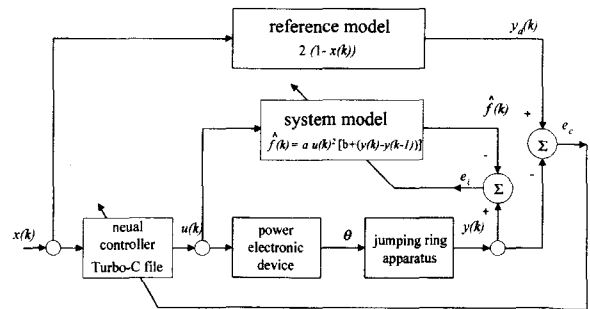 reference model
2 (1- x(k))
y_d(k)
^
f(k)
system model
^
f(k) = a u(k)² [b+(y(k)-y(k-1))]
+
e_c
Σ
-
-
e_i
Σ
+
x(k)
neual
controller
Turbo-C file
u(k)
power
electronic
device
θ
jumping ring
apparatus
y(k)